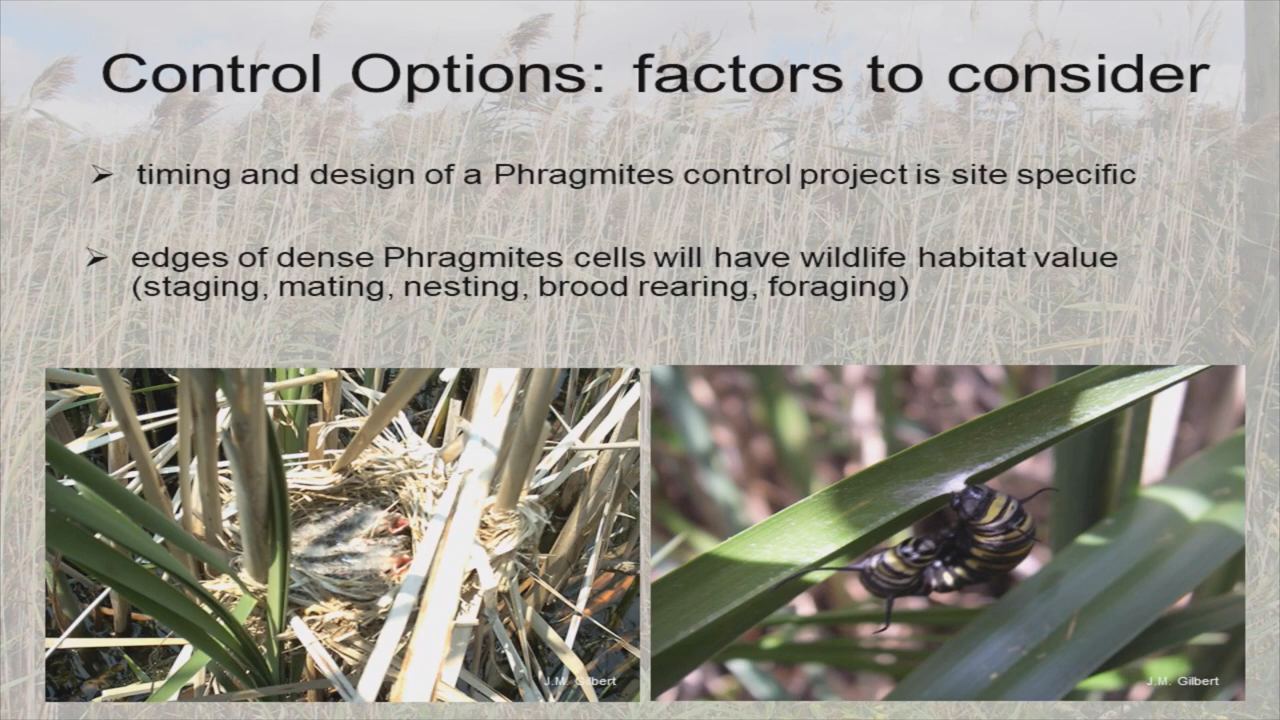 Control Options: factors to consider
➢ timing and design of a Phragmites control project is site specific
➢ edges of dense Phragmites cells will have wildlife habitat value
(staging, mating, nesting, brood rearing, foraging)
J.M. Gilbert
J.M. Gilbert